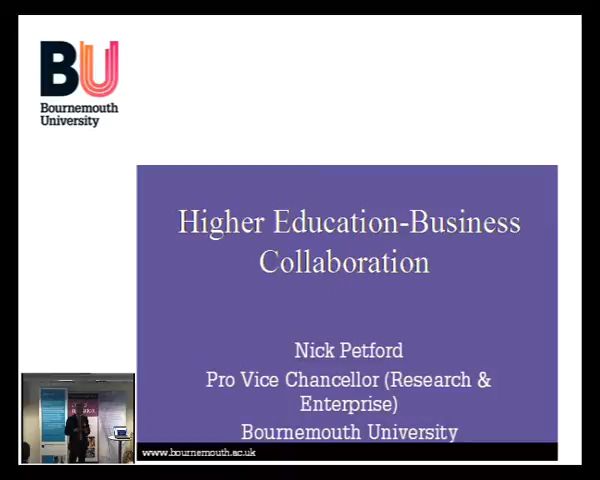 BU
Bournemouth
University
Higher Education-Business
Collaboration
Nick Petford
Pro Vice Chancellor (Research &
Enterprise)
Bournemouth University
www.bournemouth.ac.uk